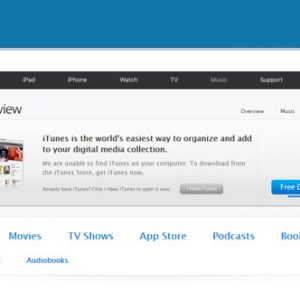 iPad iPhone Watch TV Music Support
view
Overview Music
iTunes is the world's easiest way to organize and add
to your digital media collection.
We are unable to find iTunes on your computer. To download from
the iTunes Store, get iTunes now.
Already have iTunes? Click I Have iTunes to open it now.
I Have iTunes
Free D
Movies TV Shows App Store Podcasts Boo
Audiobooks